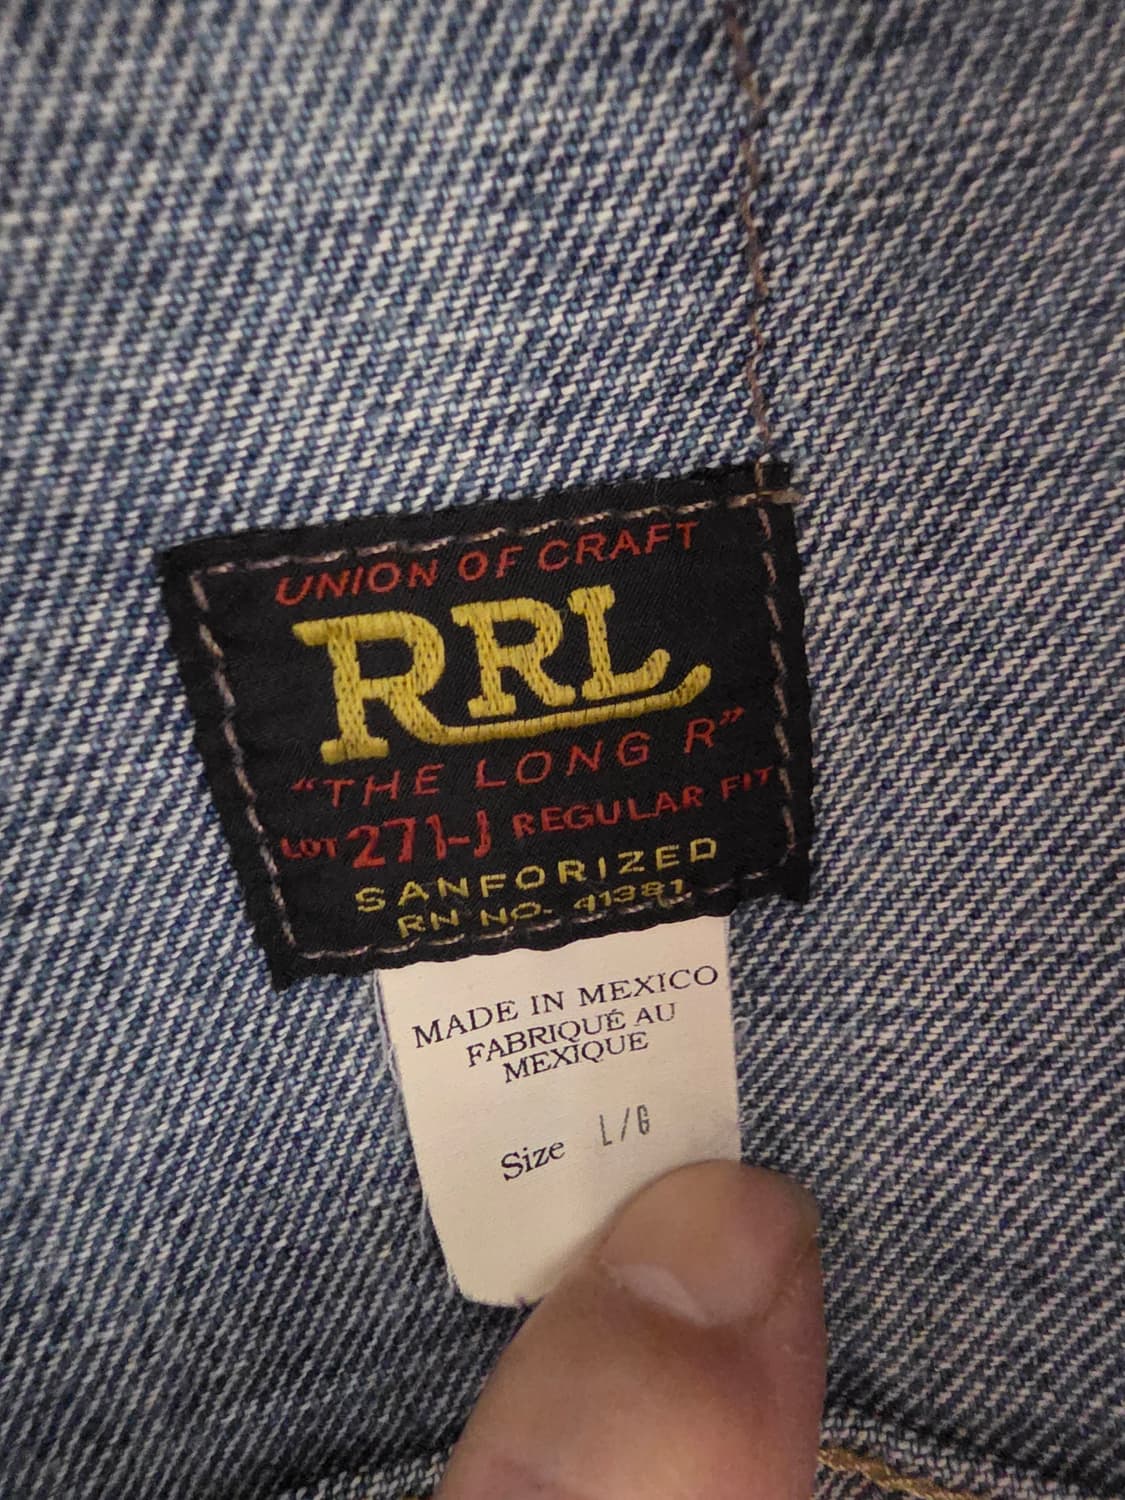 UNION OF CRAFT
RRL
"THE LONG R"
LOT 271-J REGULAR FIT
SANFORIZED
RN NO. 41381
MADE IN MEXICO
FABRIQUÉ AU
MEXIQUE
Size L/G